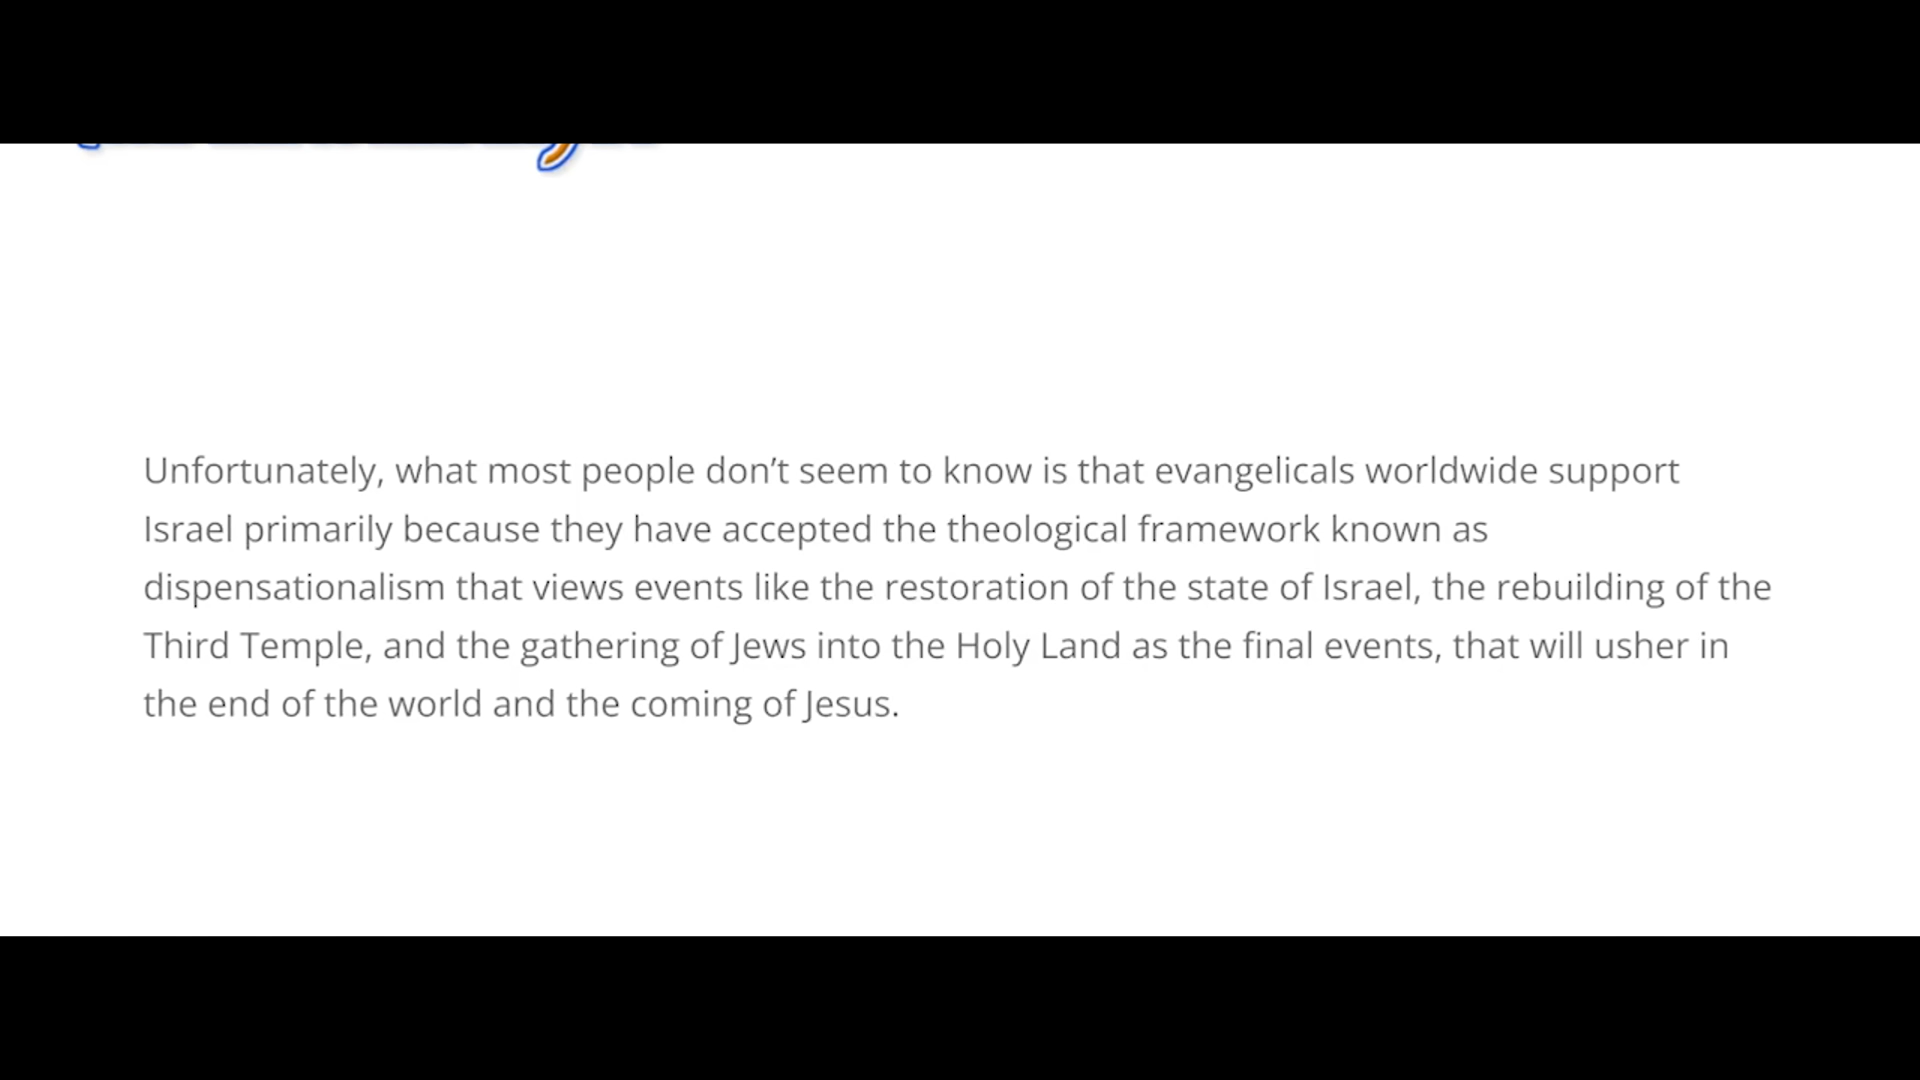 Unfortunately, what most people don’t seem to know is that evangelicals worldwide support
Israel primarily because they have accepted the theological framework known as
dispensationalism that views events like the restoration of the state of Israel, the rebuilding of the
Third Temple, and the gathering of Jews into the Holy Land as the final events, that will usher in
the end of the world and the coming of Jesus.